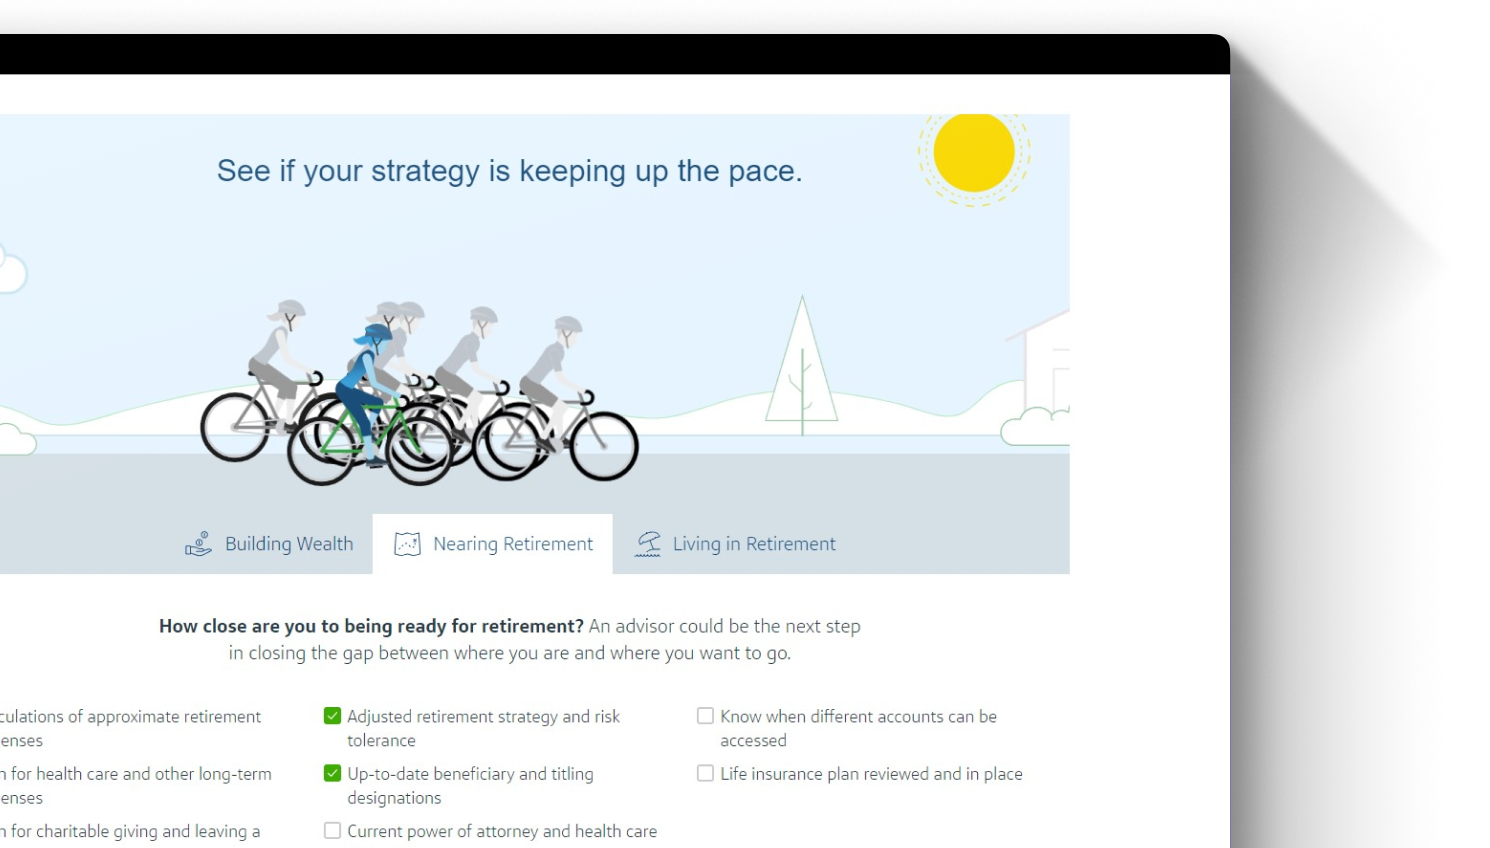 See if your strategy is keeping up the pace.
Building Wealth
Nearing Retirement
Living in Retirement
How close are you to being ready for retirement? An advisor could be the next step
in closing the gap between where you are and where you want to go.
culations of approximate retirement
enses
n for health care and other long-term
enses
n for charitable giving and leaving a
Adjusted retirement strategy and risk
tolerance
Up-to-date beneficiary and titling
designations
Current power of attorney and health care
Know when different accounts can be
accessed
Life insurance plan reviewed and in place